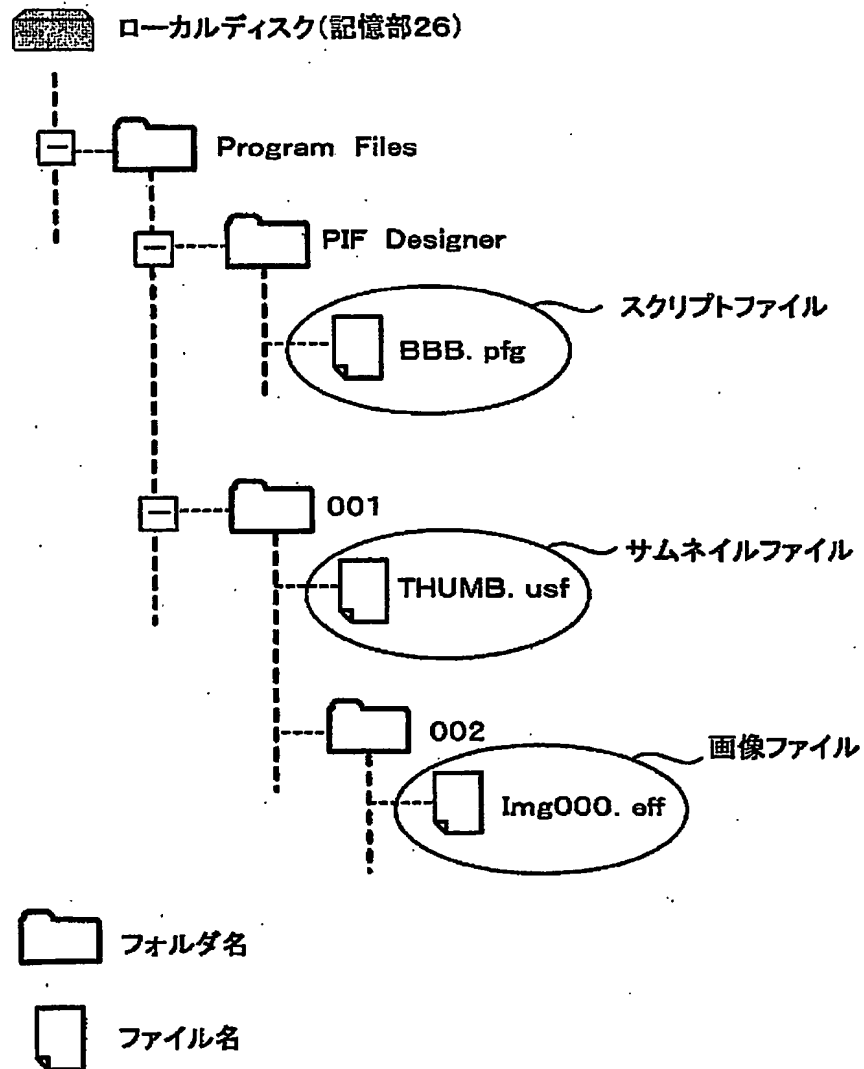 ローカルディスク(記憶部26)
Program Files
PIF Designer
スクリプトファイル
BBB. pfg
001
サムネイルファイル
THUMB. usf
002
画像ファイル
Img000. eff
フォルダ名
ファイル名